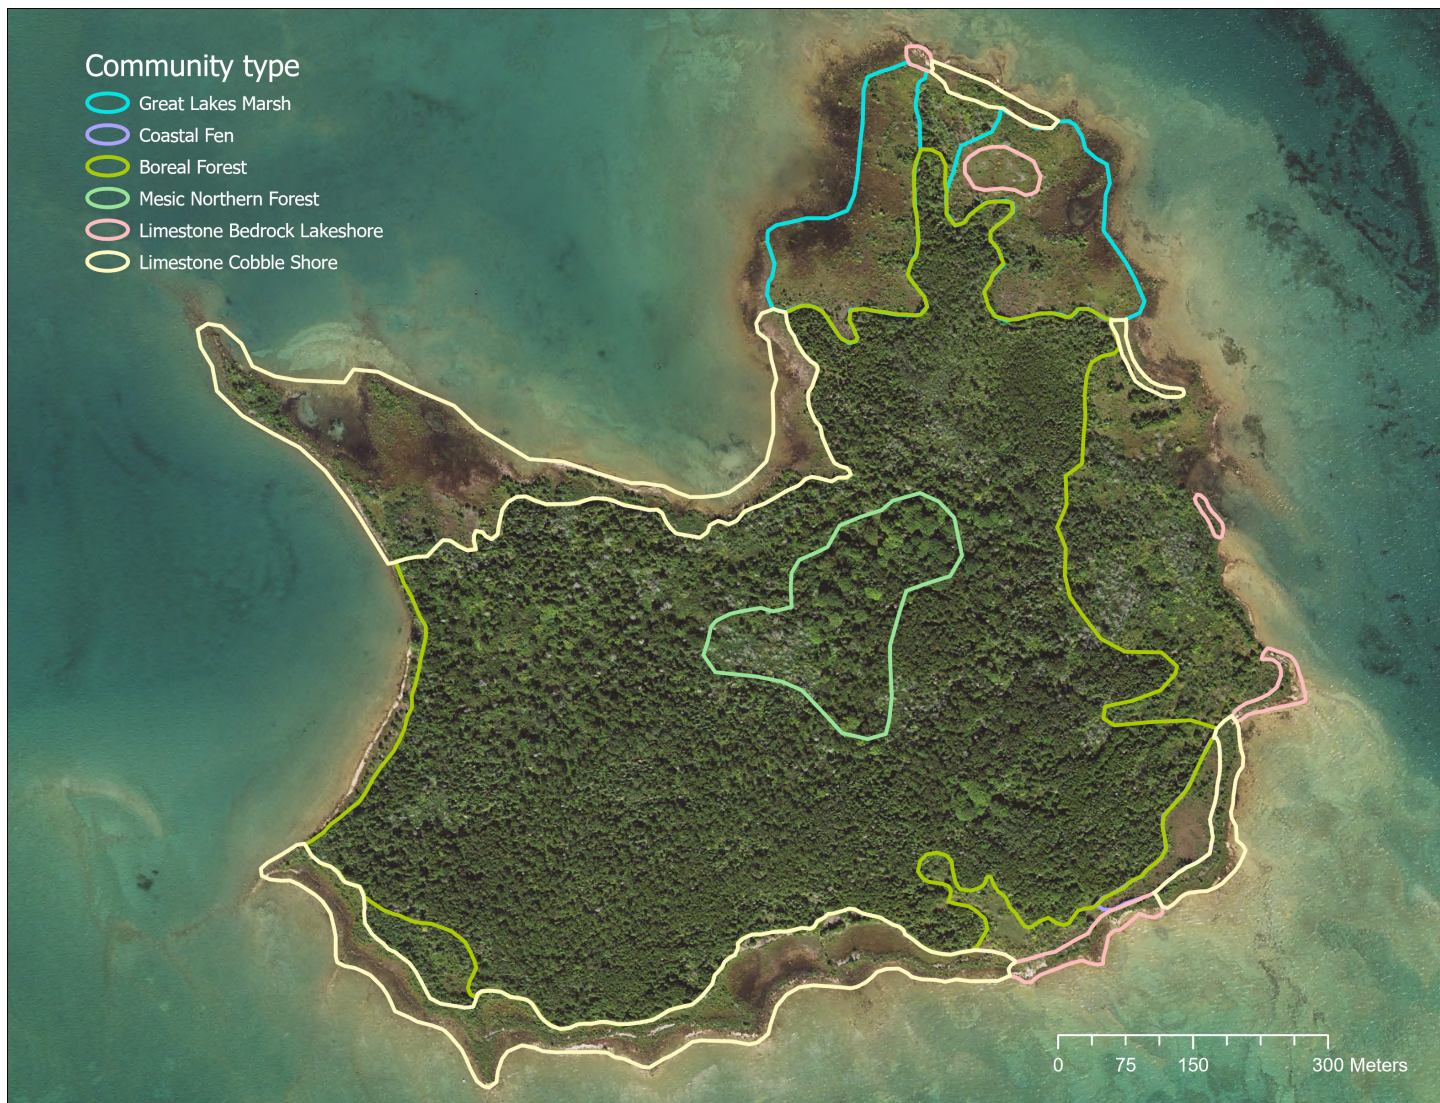 Community type
Great Lakes Marsh
Coastal Fen
Boreal Forest
Mesic Northern Forest
Limestone Bedrock Lakeshore
Limestone Cobble Shore
0 75 150 300 Meters